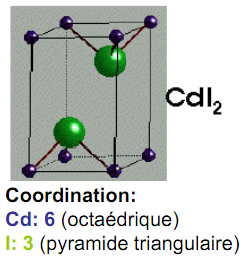 CdI₂
Coordination:
Cd: 6 (octaédrique)
I: 3 (pyramide triangulaire)